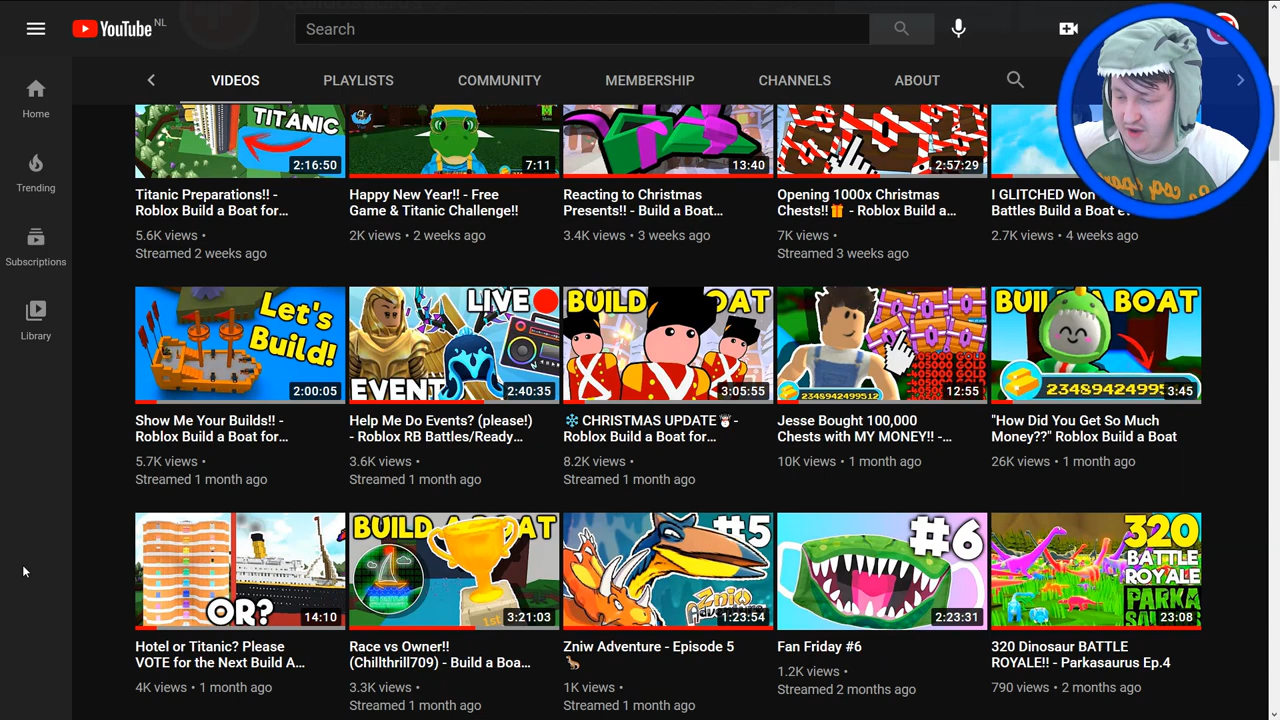 YouTube NL
Search
VIDEOS
PLAYLISTS
COMMUNITY
MEMBERSHIP
CHANNELS
ABOUT
Home
Trending
Subscriptions
Library
TITANIC
2:16:50
7:11
13:40
2:57:29
Titanic Preparations!! -
Roblox Build a Boat for...
5.6K views •
Streamed 2 weeks ago
Happy New Year!! - Free
Game & Titanic Challenge!!
2K views • 2 weeks ago
Reacting to Christmas
Presents!! - Build a Boat...
3.4K views • 3 weeks ago
Opening 1000x Christmas
Chests!!🎁 - Roblox Build a...
7K views •
Streamed 3 weeks ago
I GLITCHED
Battles Build a Boat
2.7K views • 4 weeks ago
Let's
Build!
2:00:05
LIVE
EVENT
2:40:35
BUILD A BOAT
3:05:55
405000 GOLD
234894249951 2
12:55
BUILD A BOAT
3:45
Show Me Your Builds!! -
Roblox Build a Boat for...
5.7K views •
Streamed 1 month ago
Help Me Do Events? (please!)
- Roblox RB Battles/Ready...
3.6K views •
Streamed 1 month ago
❄️CHRISTMAS UPDATE☃️ -
Roblox Build a Boat for...
8.2K views •
Streamed 1 month ago
Jesse Bought 100,000
Chests with MY MONEY!! -...
10K views • 1 month ago
"How Did You Get So Much
Money??" Roblox Build a Boat
26K views • 1 month ago
OR?
14:10
BUILD A BOAT
1st
3:21:03
#5
Zniw
Adventure
1:23:54
#6
2:23:31
320
BATTLE
ROYALE
23:08
Hotel or Titanic? Please
VOTE for the Next Build A...
4K views • 1 month ago
Race vs Owner!!
(Chillthrill709) - Build a Boa...
3.3K views •
Streamed 1 month ago
Zniw Adventure - Episode 5
🦒
1K views •
Streamed 1 month ago
Fan Friday #6
1.2K views •
Streamed 2 months ago
320 Dinosaur BATTLE
ROYALE!! - Parkasaurus Ep.4
790 views • 2 months ago